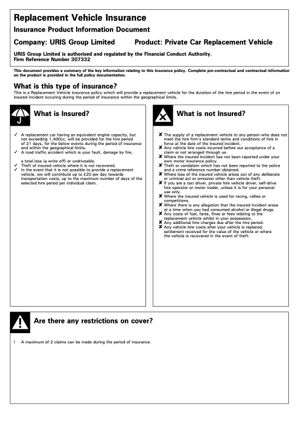 Replacement Vehicle Insurance
Insurance Product Information Document
Company: URIS Group Limited Product: Private Car Replacement Vehicle
URIS Group Limited is authorised and regulated by the Financial Conduct Authority.
Firm Reference Number 307332
This document provides a summary of the key information relating to this insurance policy. Complete pre-contractual and contractual information
on the product is provided in the full policy documentation.
What is this type of insurance?
This is a Replacement Vehicle insurance policy which will provide a replacement vehicle for the duration of the hire period in the event of an
insured incident occurring during the period of insurance within the geographical limits.
What is Insured?
✓ A replacement car having an equivalent engine capacity, but
not exceeding 1,400cc, will be provided for the hire period
of 21 days, for the below events during the period of insurance
and within the geographical limits.
✓ A road traffic accident which is your fault, damage by fire,
a total loss (a write off) or undriveable.
✓ Theft of insured vehicle where it is not recovered.
✓ In the event that it is not possible to provide a replacement
vehicle, we will contribute up to £20 per day towards
transportation costs, up to the maximum number of days of the
selected hire period per individual claim.
What is not Insured?
✘ The supply of a replacement vehicle to any person who does not
meet the hire firm's standard terms and conditions of hire in
force at the date of the insured incident.
✘ Any vehicle hire costs incurred before our acceptance of a
claim or not arranged through us.
✘ Where the insured incident has not been reported under your
own motor insurance policy.
✘ Theft or vandalism which has not been reported to the police
and a crime reference number obtained.
✘ Where loss of the insured vehicle arises out of any deliberate
or criminal act or omission other than vehicle theft.
✘ If you are a taxi driver, private hire vehicle driver, self-drive
hire operator or motor trader, unless it is for your personal
use only.
✘ Where the insured vehicle is used for racing, rallies or
competitions.
✘ Where there is any allegation that the insured incident arose
at a time when you had consumed alcohol or illegal drugs.
✘ Any costs of fuel, fares, fines or fees relating to the
replacement vehicle whilst in your possession.
✘ Any additional hire charges due after the hire period.
✘ Any vehicle hire costs after your vehicle is replaced,
settlement received for the value of the vehicle or where
the vehicle is recovered in the event of theft.
Are there any restrictions on cover?
! A maximum of 2 claims can be made during the period of insurance.